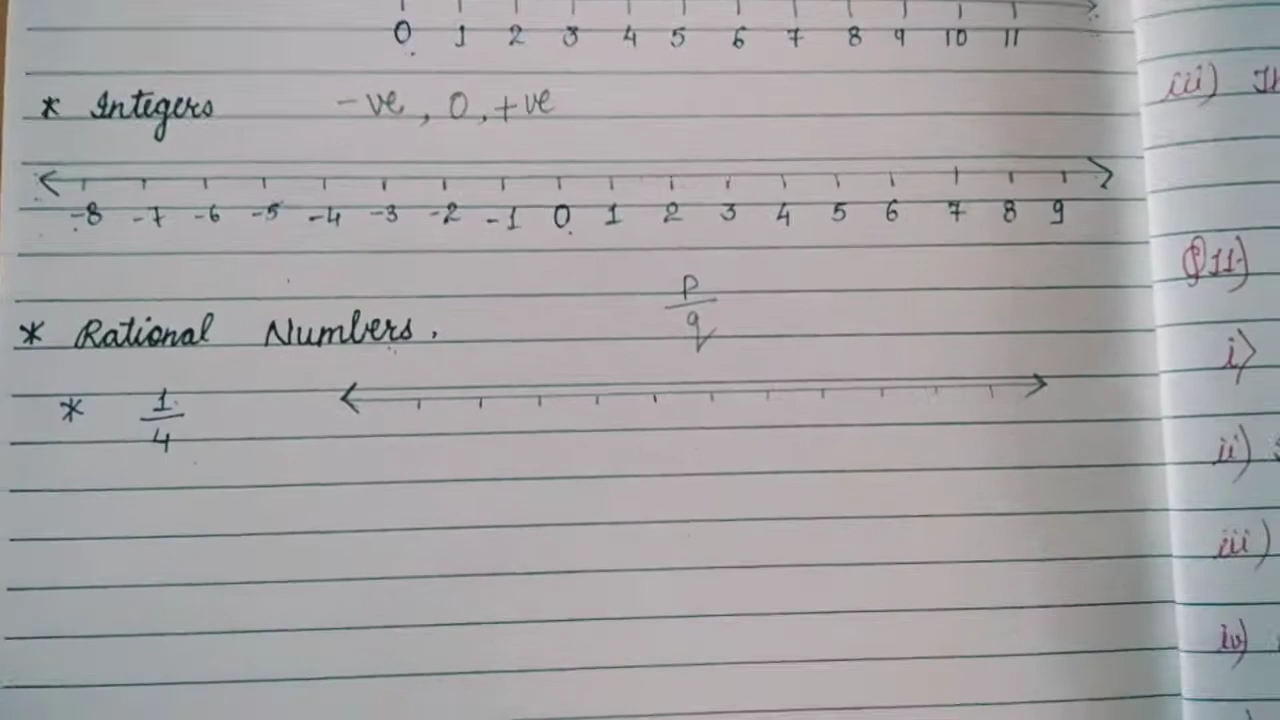 0 1 2 3 4 5 6 7 8 9 10 11
* Integers -ve, 0, +ve
-8 -7 -6 -5 -4 -3 -2 -1 0 1 2 3 4 5 6 7 8 9
* Rational Numbers. p/q
* 1/4
iii)
Q11)
i)
ii)
iii)
iv)